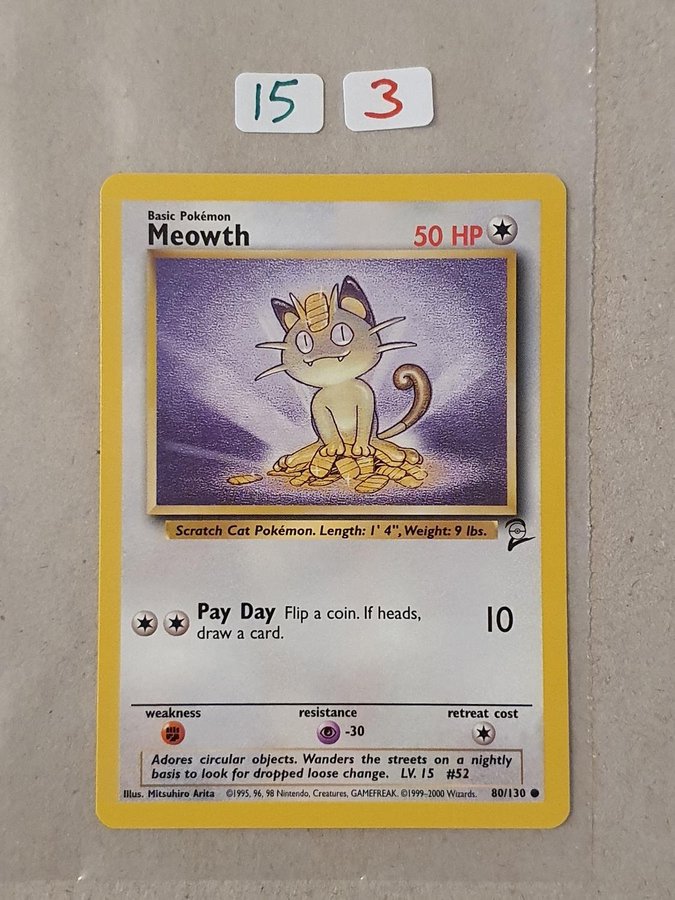 15 3
Basic Pokémon
Meowth 50 HP
Scratch Cat Pokémon. Length: 1' 4", Weight: 9 lbs.
Pay Day Flip a coin. If heads, 10
draw a card.
weakness resistance retreat cost
-30
Adores circular objects. Wanders the streets on a nightly
basis to look for dropped loose change. LV. 15 #52
Illus. Mitsuhiro Arita ©1995, 96, 98 Nintendo, Creatures, GAMEFREAK. ©1999-2000 Wizards. 80/130